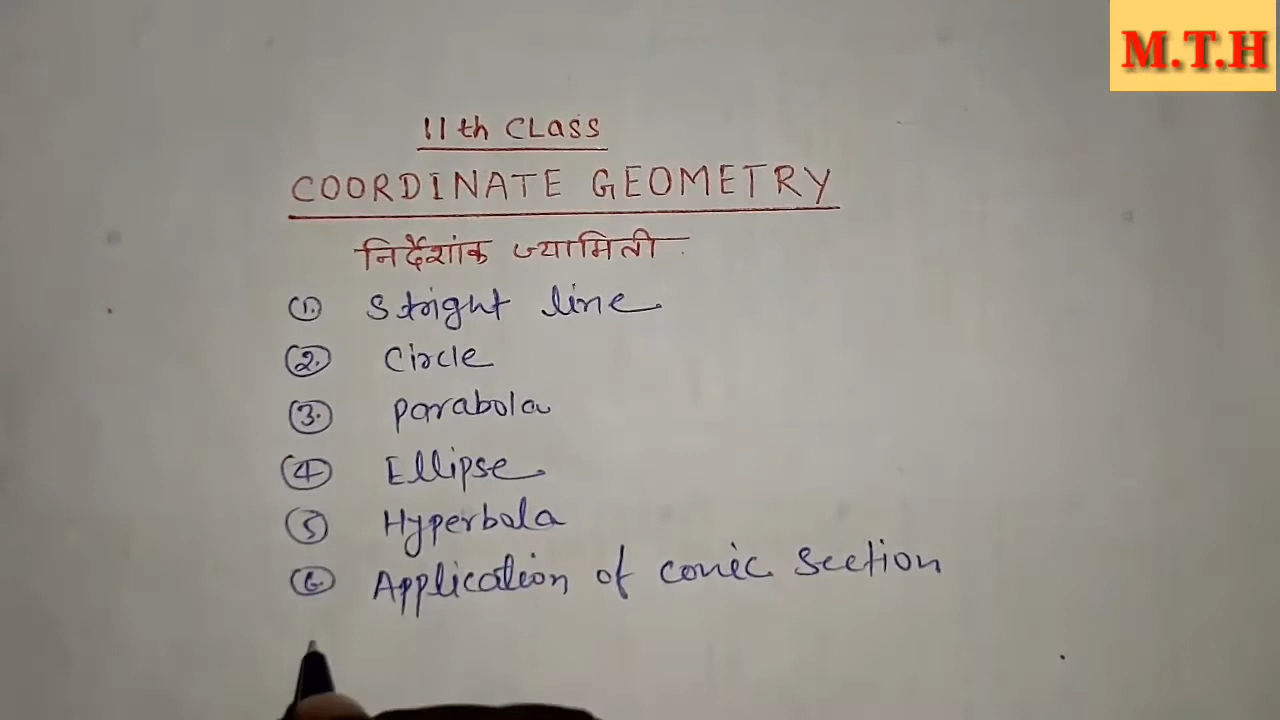 M.T.H
11th CLASS
COORDINATE GEOMETRY
निर्देशांक ज्यामिती
1. Stright line
2. Circle
3. Parabola
4 Ellipse
5 Hyperbola
6 Application of conic section